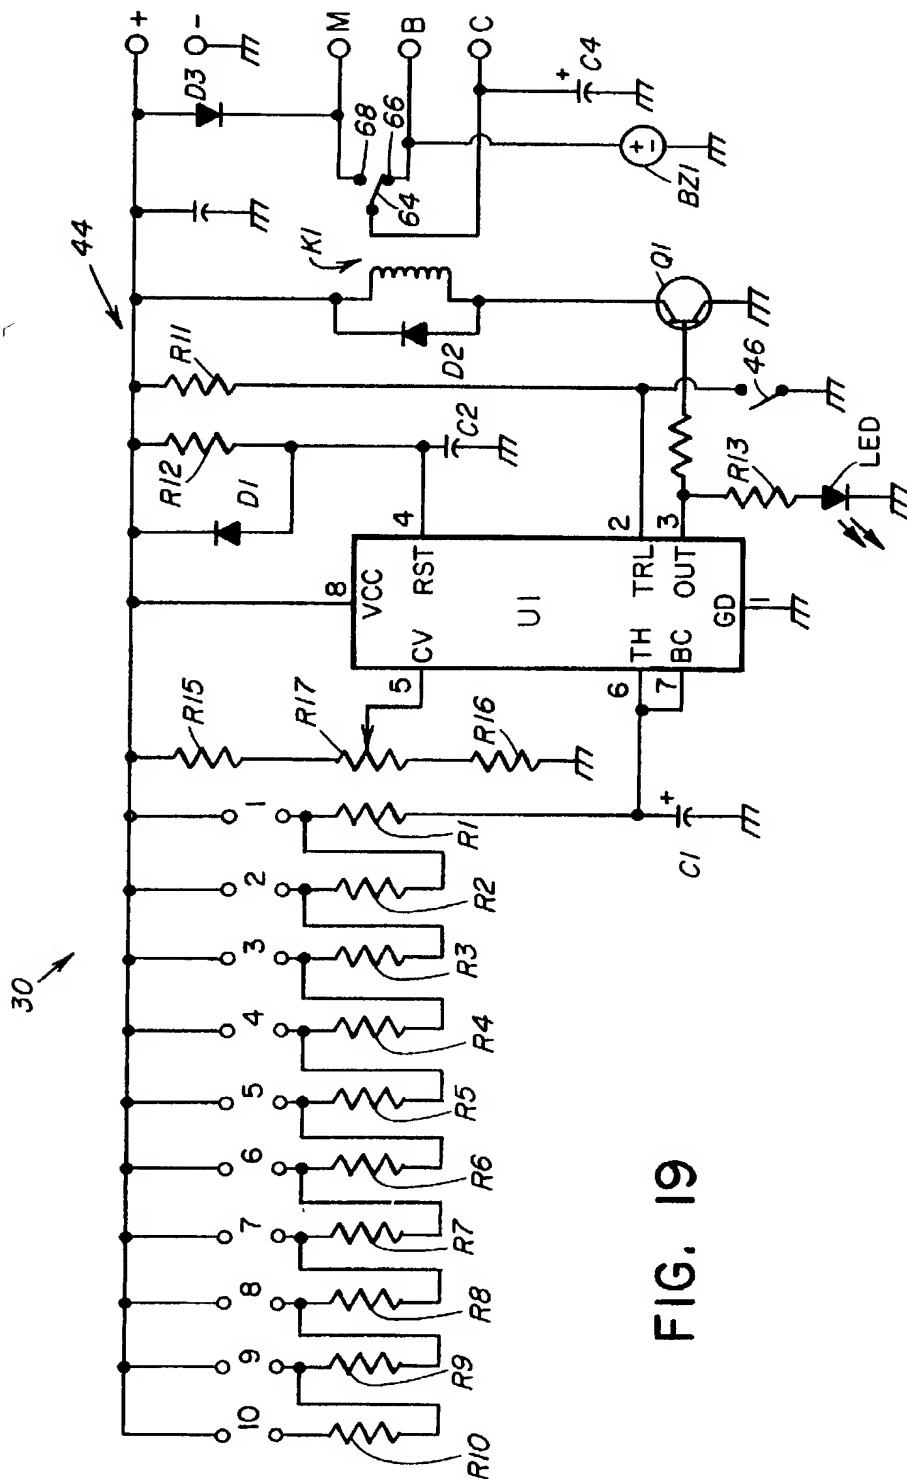 30
44
+
-
D3
M
B
C
68
66
64
+
C4
+
-
BZ1
K1
D2
Q1
R11
R12
D1
C2
46
R13
LED
8
VCC
4
RST
CV
5
U1
2
TRL
3
OUT
GD
1
TH
6
BC
7
R15
R17
R16
+
C1
10
9
8
7
6
5
4
3
2
1
R10
R9
R8
R7
R6
R5
R4
R3
R2
R1
FIG. 19